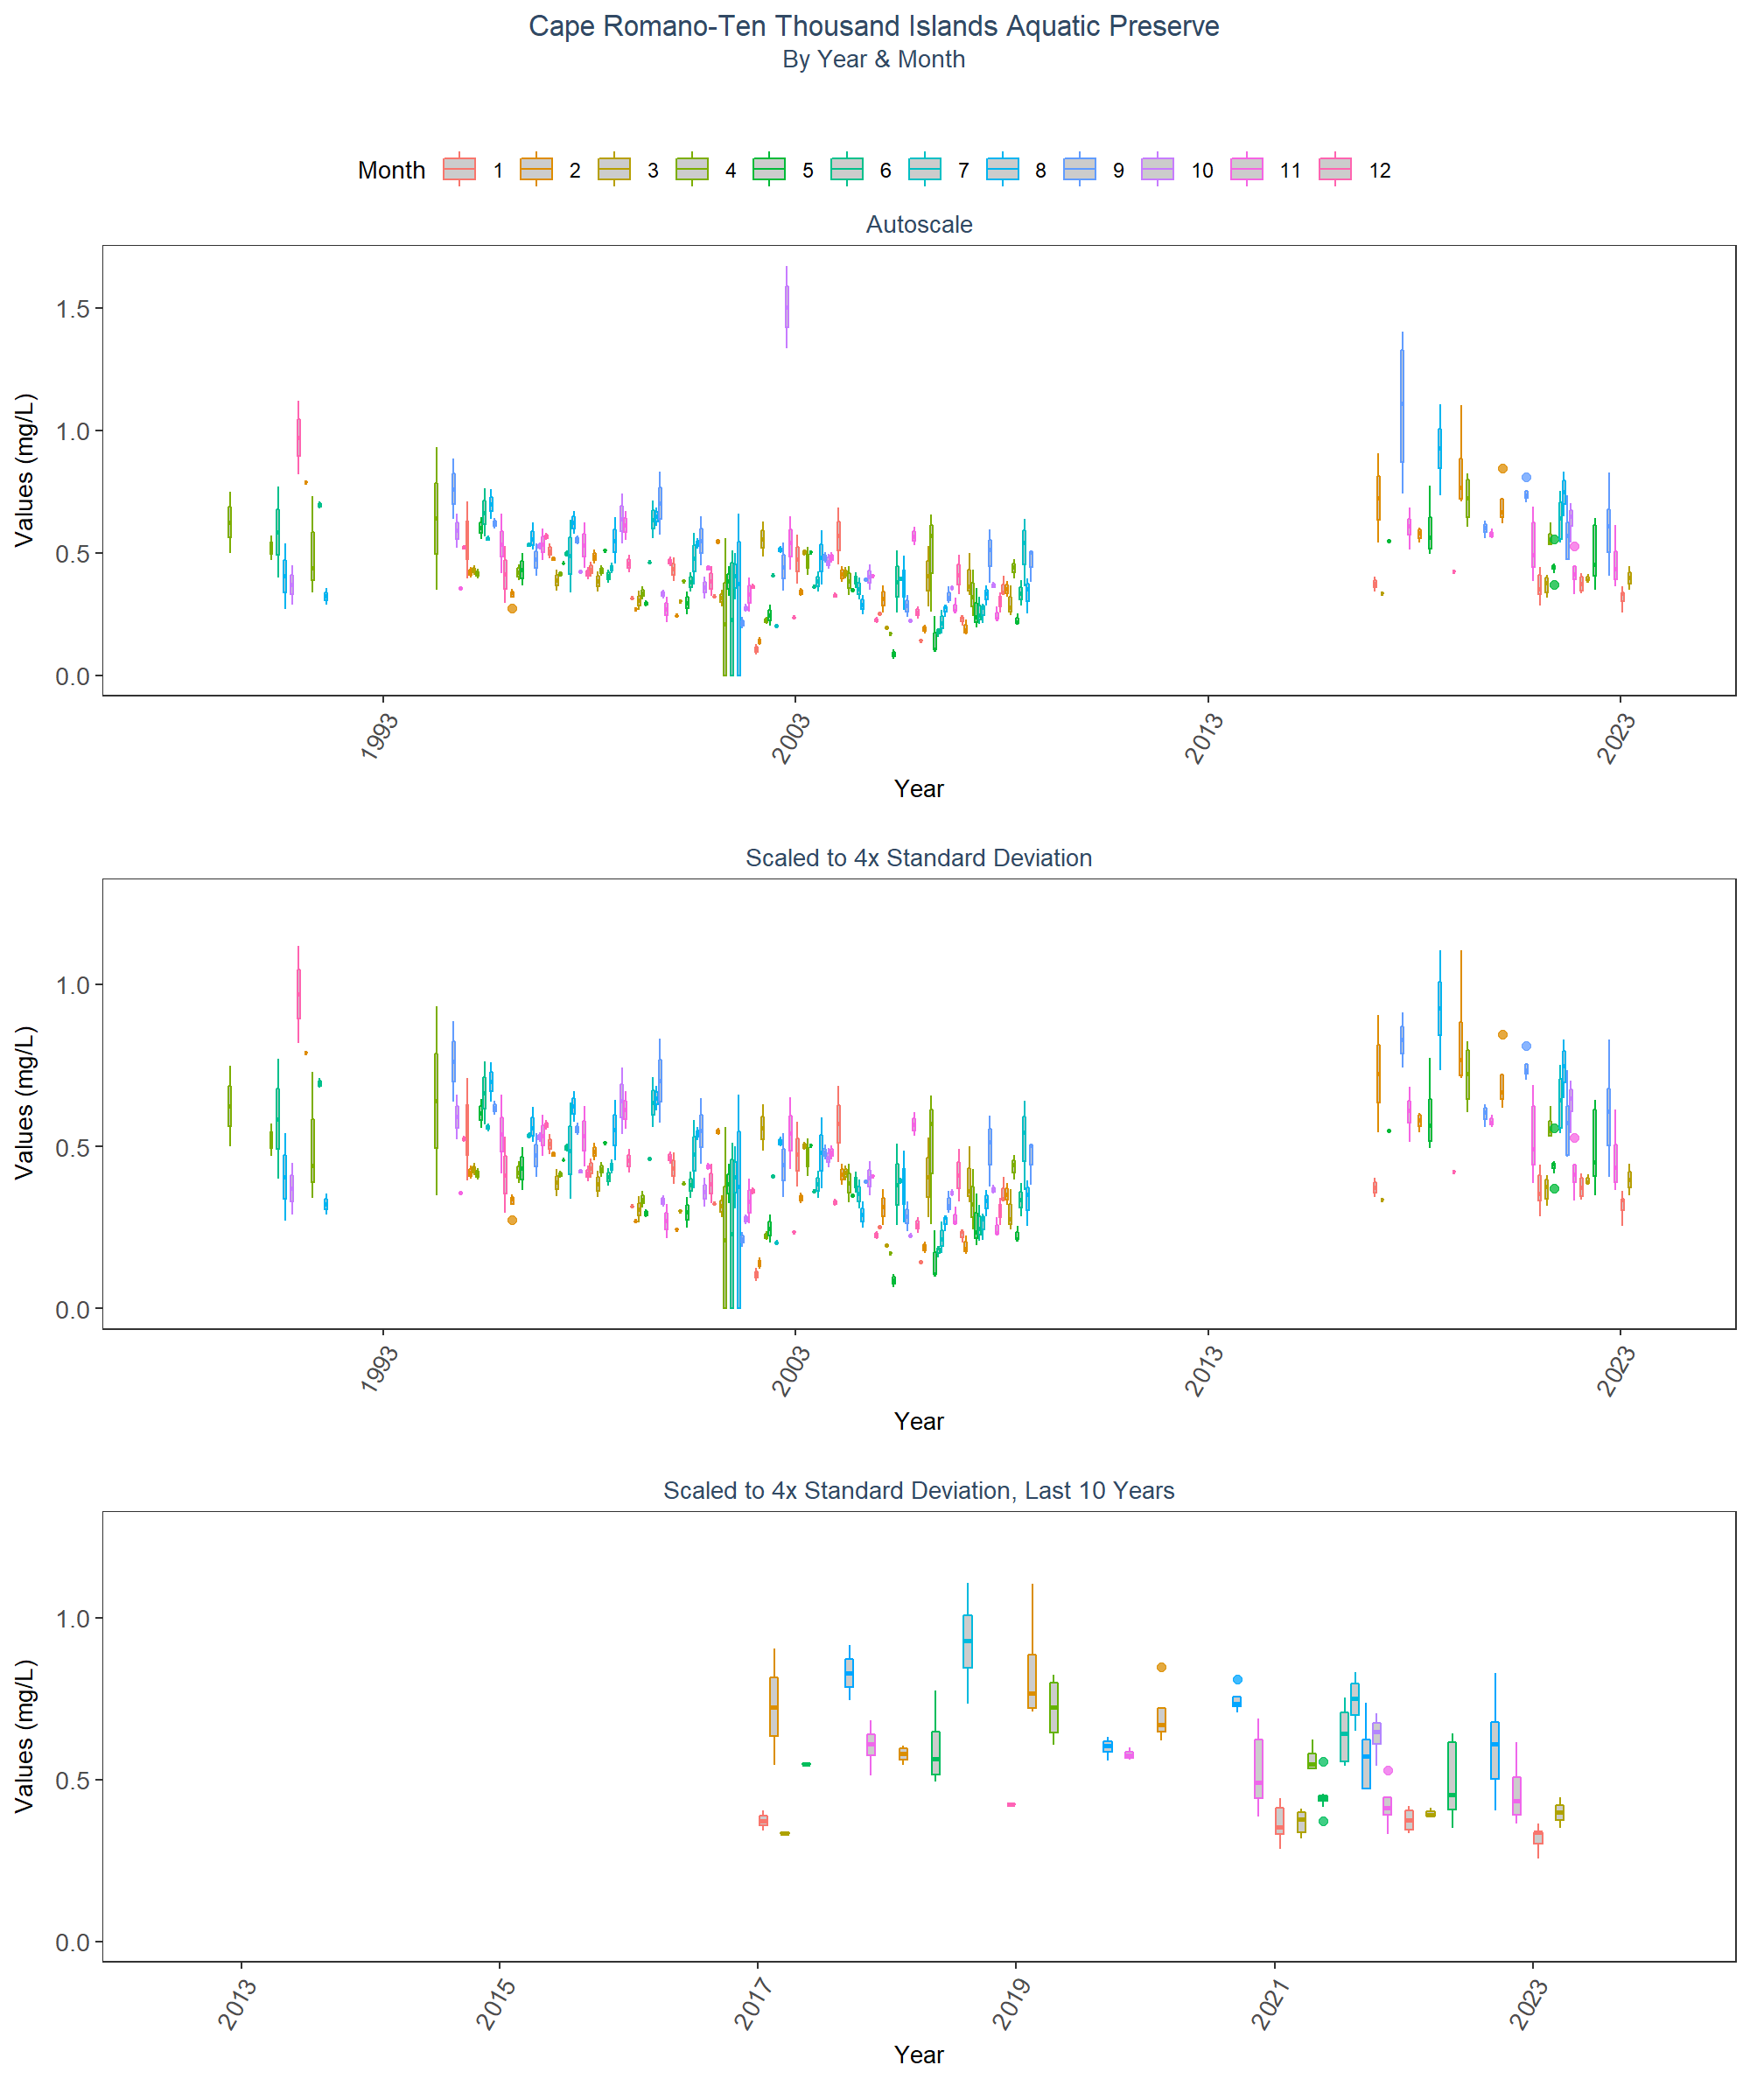 Cape Romano-Ten Thousand Islands Aquatic Preserve
By Year & Month
Month 1 2 3 4 5 6 7 8 9 10 11 12
Autoscale
Values (mg/L)
1.5
1.0
0.5
0.0
1993 2003 2013 2023
Year
Scaled to 4x Standard Deviation
Values (mg/L)
1.0
0.5
0.0
1993 2003 2013 2023
Year
Scaled to 4x Standard Deviation, Last 10 Years
Values (mg/L)
1.0
0.5
0.0
2013 2015 2017 2019 2021 2023
Year